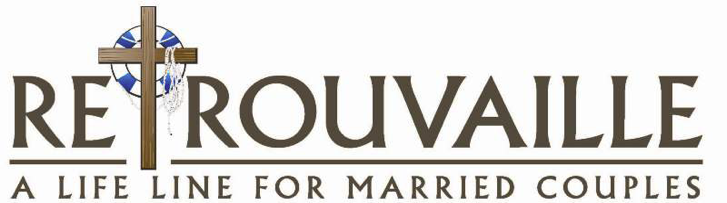 RETROUVAILLE
A LIFE LINE FOR MARRIED COUPLES